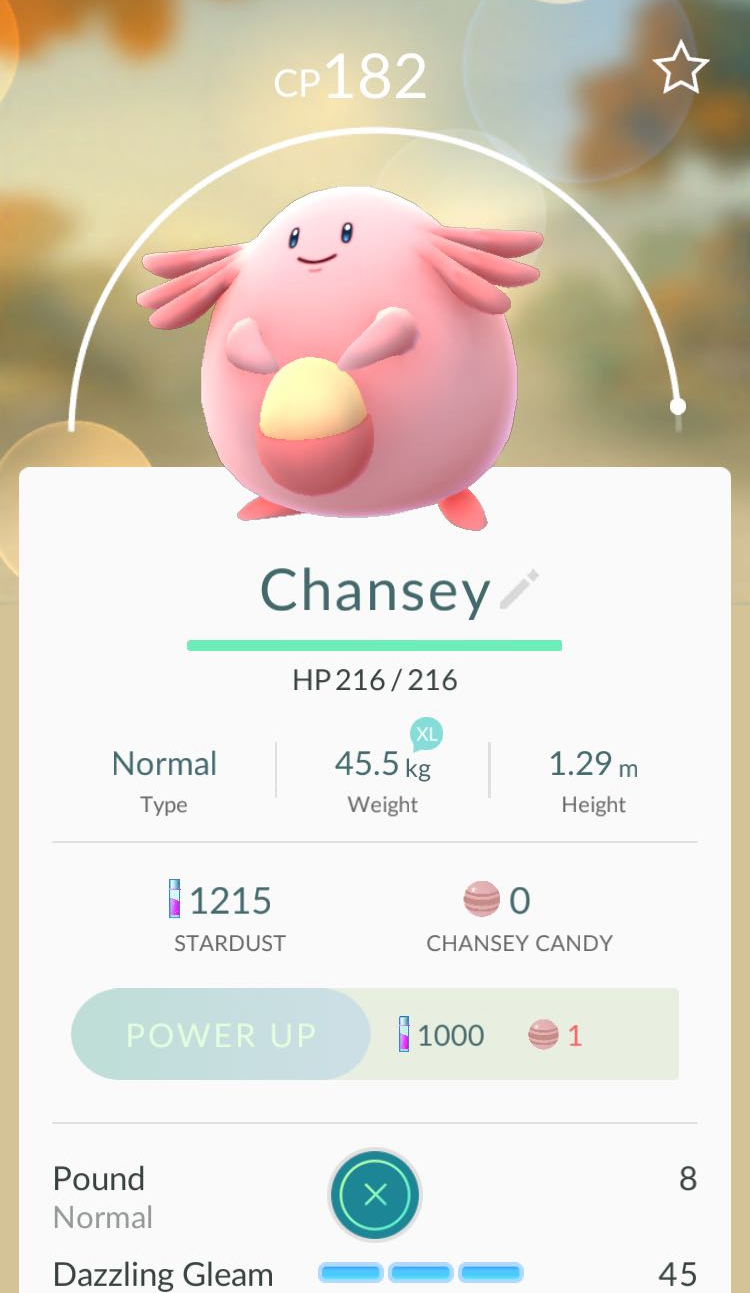 CP182
Chansey
HP 216 / 216
XL
Normal 45.5 kg 1.29 m
Type Weight Height
1215 0
STARDUST CHANSEY CANDY
POWER UP 1000 1
Pound 8
Normal
Dazzling Gleam 45